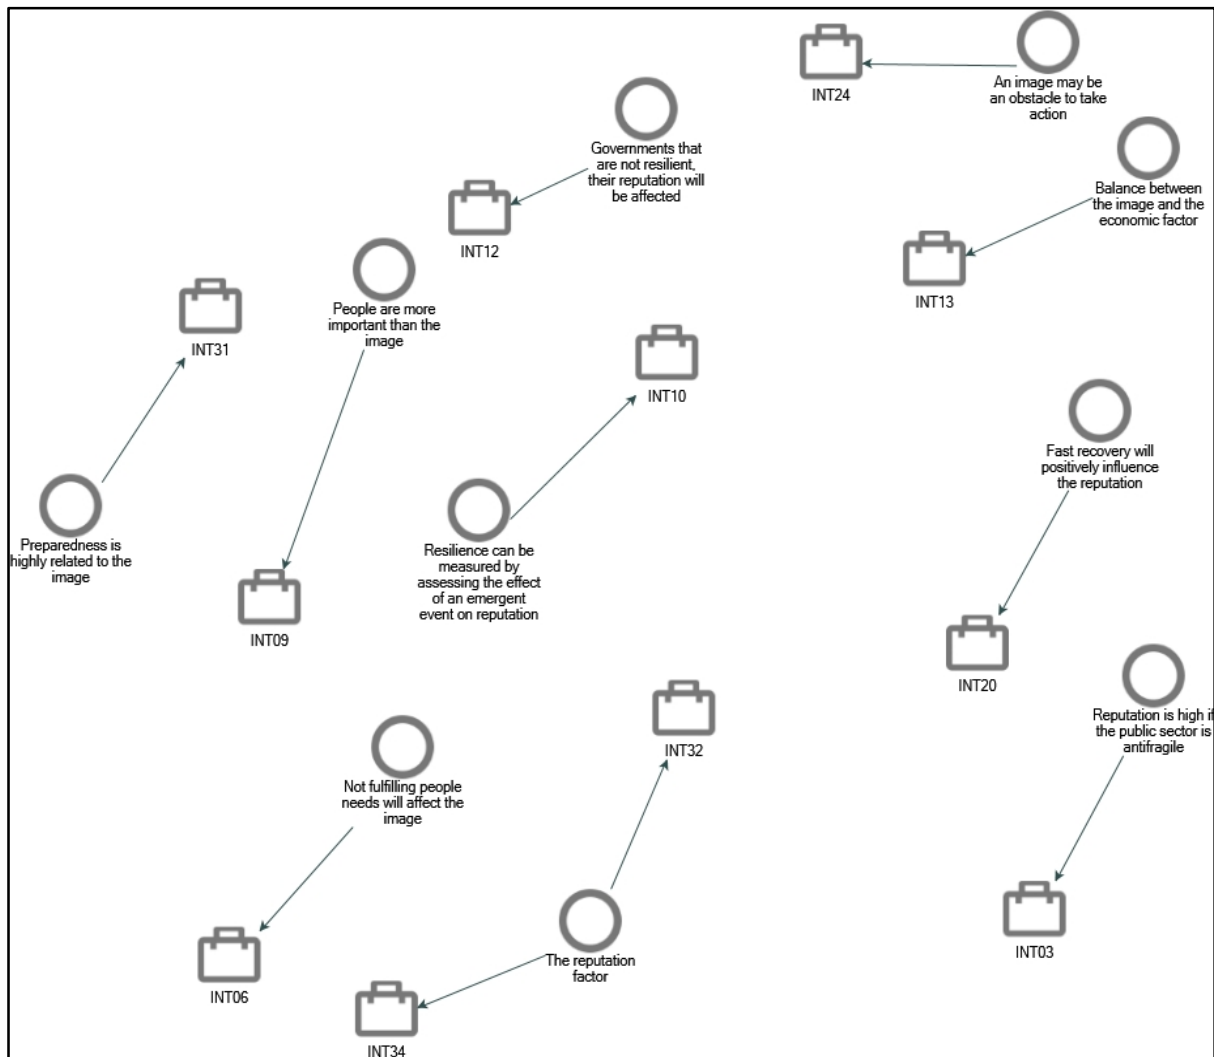 INT24
An image may be
an obstacle to take
action
Governments that
are not resilient,
their reputation will
be affected
Balance between
the image and the
economic factor
INT12
INT13
People are more
important than the
image
INT31
INT10
Fast recovery will
positively influence
the reputation
Preparedness is
highly related to the
image
Resilience can be
measured by
assessing the effect
of an emergent
event on reputation
INT09
INT20
Reputation is high if
the public sector is
antifragile
INT32
Not fulfilling people
needs will affect the
image
INT03
The reputation
factor
INT06
INT34